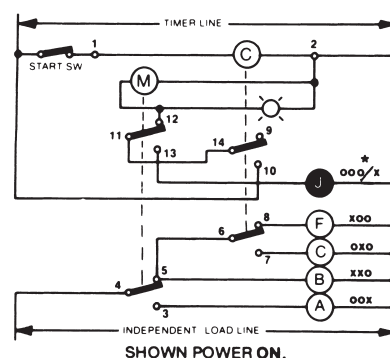 TIMER LINE
1 C 2
START SW
M
12
11 9
14
13 10
J ooo/x *
8 F xoo
6
7 C oxo
5
4 B xxo
3 A oox
INDEPENDENT LOAD LINE
SHOWN POWER ON.